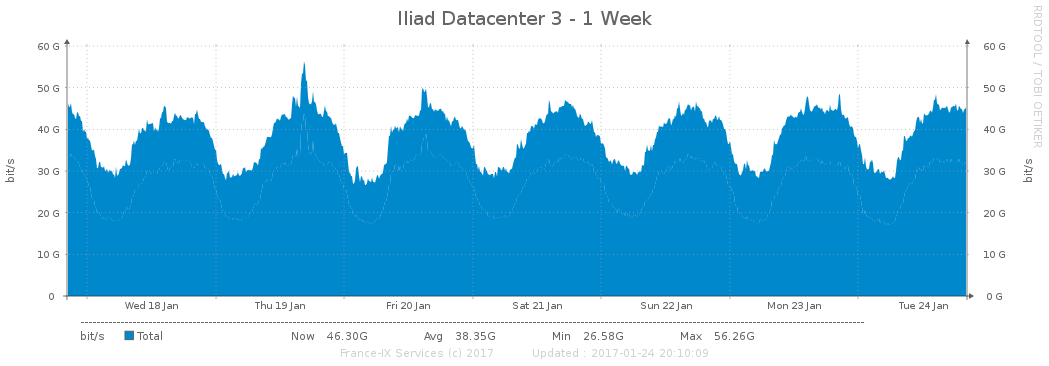 Iliad Datacenter 3 - 1 Week
RRDTOOL / TOBI OETIKER
60 G 60 G
50 G 50 G
40 G 40 G
30 G 30 G
20 G 20 G
10 G 10 G
0 0 G
bit/s bit/s
Wed 18 Jan Thu 19 Jan Fri 20 Jan Sat 21 Jan Sun 22 Jan Mon 23 Jan Tue 24 Jan
bit/s Total Now 46.30G Avg 38.35G Min 26.58G Max 56.26G
France-IX Services (c) 2017 Updated : 2017-01-24 20:10:09